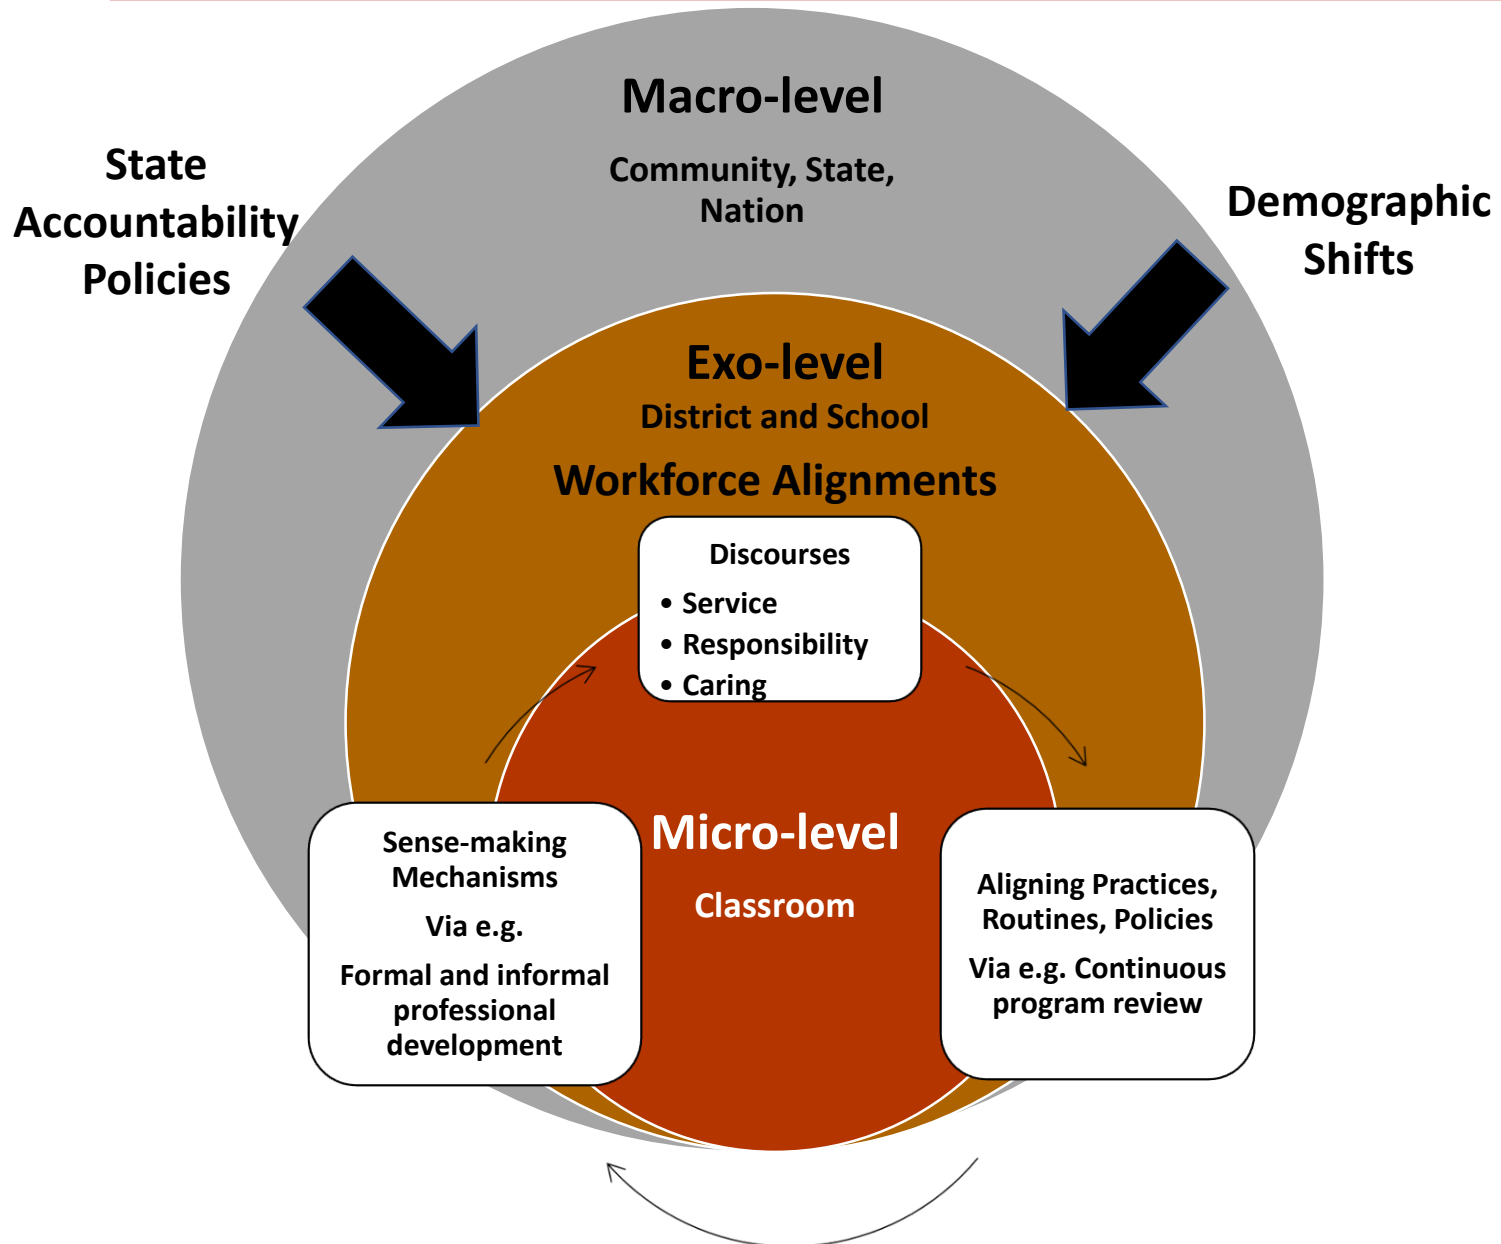 Macro-level
Community, State,
Nation
State
Accountability
Policies
Demographic
Shifts
Exo-level
District and School
Workforce Alignments
Discourses
• Service
• Responsibility
• Caring
Sense-making
Mechanisms
Via e.g.
Formal and informal
professional
development
Micro-level
Classroom
Aligning Practices,
Routines, Policies
Via e.g. Continuous
program review